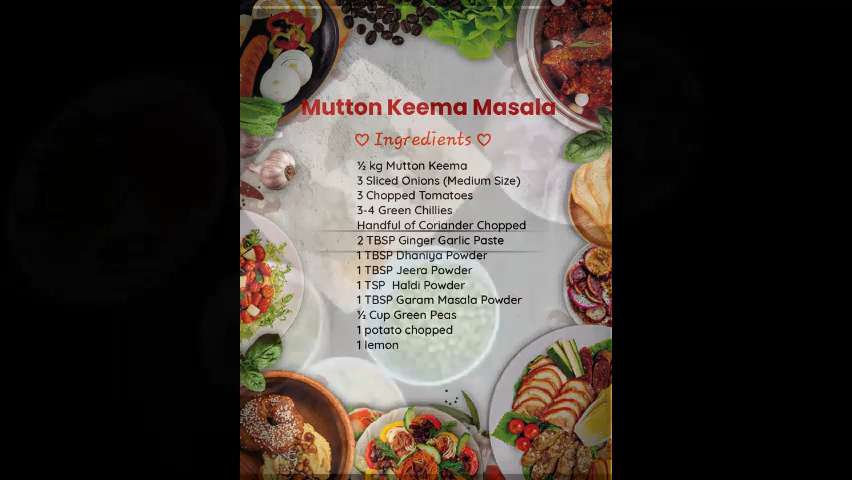 Mutton Keema Masala
♡ Ingredients ♡
½ kg Mutton Keema
3 Sliced Onions (Medium Size)
3 Chopped Tomatoes
3-4 Green Chillies
Handful of Coriander Chopped
2 TBSP Ginger Garlic Paste
1 TBSP Dhaniya Powder
1 TBSP Jeera Powder
1 TSP  Haldi Powder
1 TBSP Garam Masala Powder
½ Cup Green Peas
1 potato chopped
1 lemon